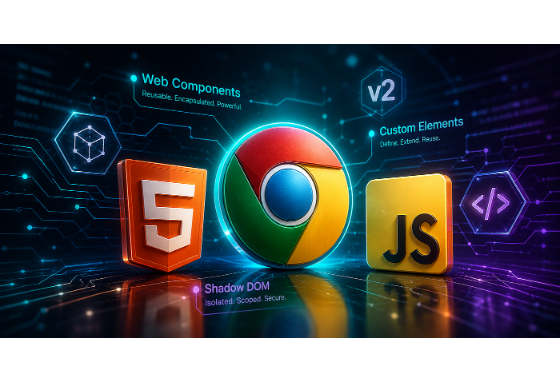 Web Components
Reusable. Encapsulated. Powerful.
v2
Custom Elements
Define. Extend. Reuse.
5
</>
JS
Shadow DOM
Isolated. Scoped. Secure.